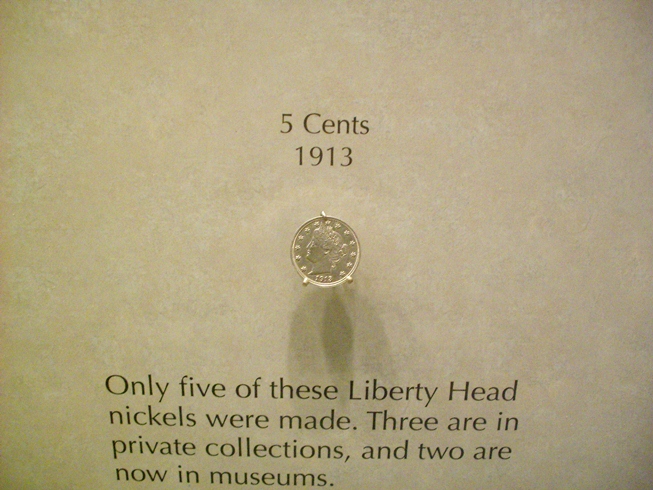 5 Cents
1913
1913
Only five of these Liberty Head
nickels were made. Three are in
private collections, and two are
now in museums.